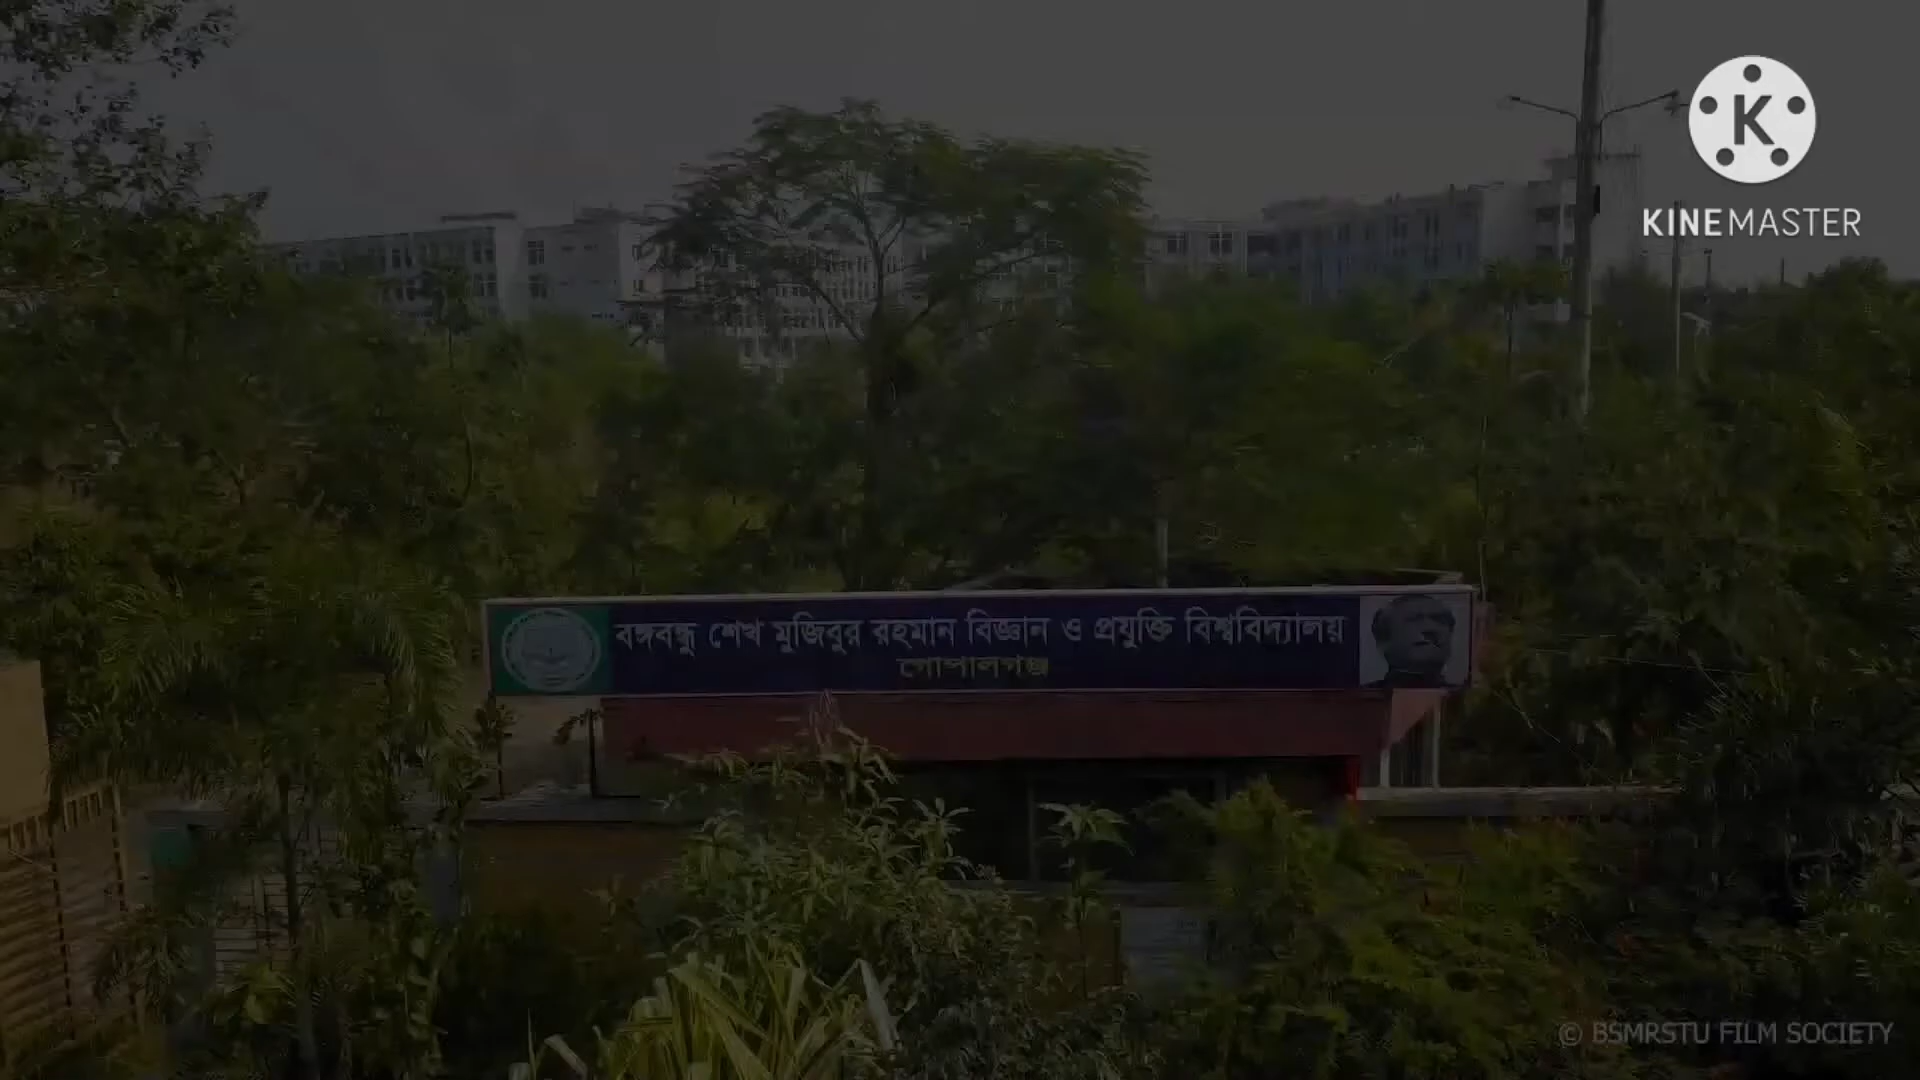 K
KINEMASTER
বঙ্গবন্ধু শেখ মুজিবুর রহমান বিজ্ঞান ও প্রযুক্তি বিশ্ববিদ্যালয়
গোপালগঞ্জ
© BSMRSTU FILM SOCIETY